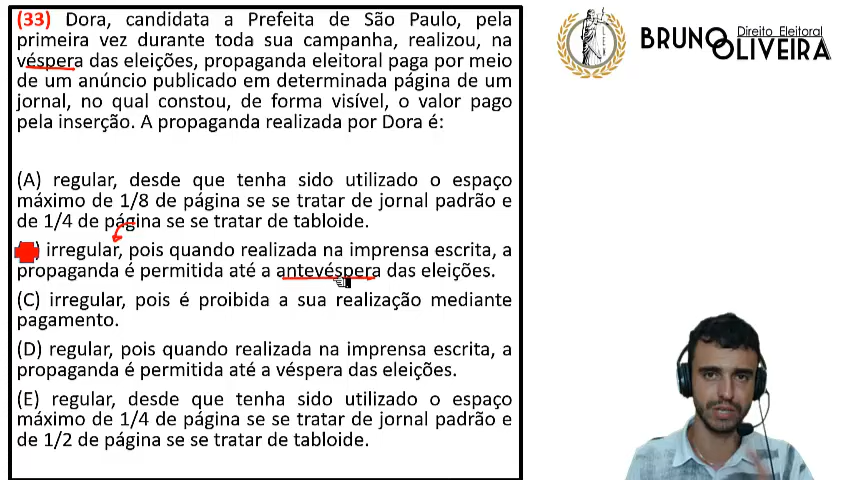 (33) Dora, candidata a Prefeita de São Paulo, pela
primeira vez durante toda sua campanha, realizou, na
véspera das eleições, propaganda eleitoral paga por meio
de um anúncio publicado em determinada página de um
jornal, no qual constou, de forma visível, o valor pago
pela inserção. A propaganda realizada por Dora é:
(A) regular, desde que tenha sido utilizado o espaço
máximo de 1/8 de página se se tratar de jornal padrão e
de 1/4 de página se se tratar de tabloide.
) irregular, pois quando realizada na imprensa escrita, a
propaganda é permitida até a antevéspera das eleições.
(C) irregular, pois é proibida a sua realização mediante
pagamento.
(D) regular, pois quando realizada na imprensa escrita, a
propaganda é permitida até a véspera das eleições.
(E) regular, desde que tenha sido utilizado o espaço
máximo de 1/4 de página se se tratar de jornal padrão e
de 1/2 de página se se tratar de tabloide.
Direito Eleitoral
BRUNO
OLIVEIRA